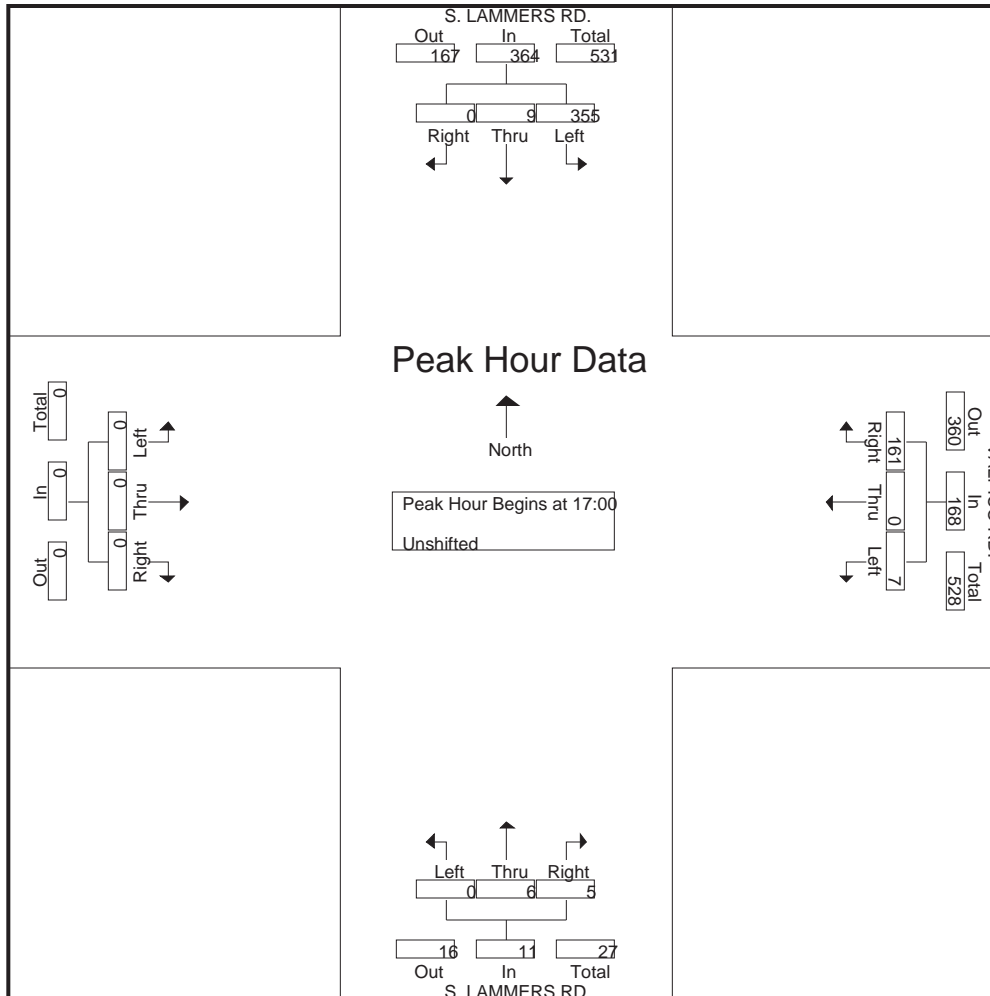 S. LAMMERS RD.
Out In Total
167 364 531
0 9 355
Right Thru Left
Peak Hour Data
North
Peak Hour Begins at 17:00
Unshifted
Total In Out
0 0 0
0 0 0
Left Thru Right
Right Thru Left
161 0 7
360 168 528
Out In Total
Left Thru Right
0 6 5
16 11 27
Out In Total
S. LAMMERS RD.